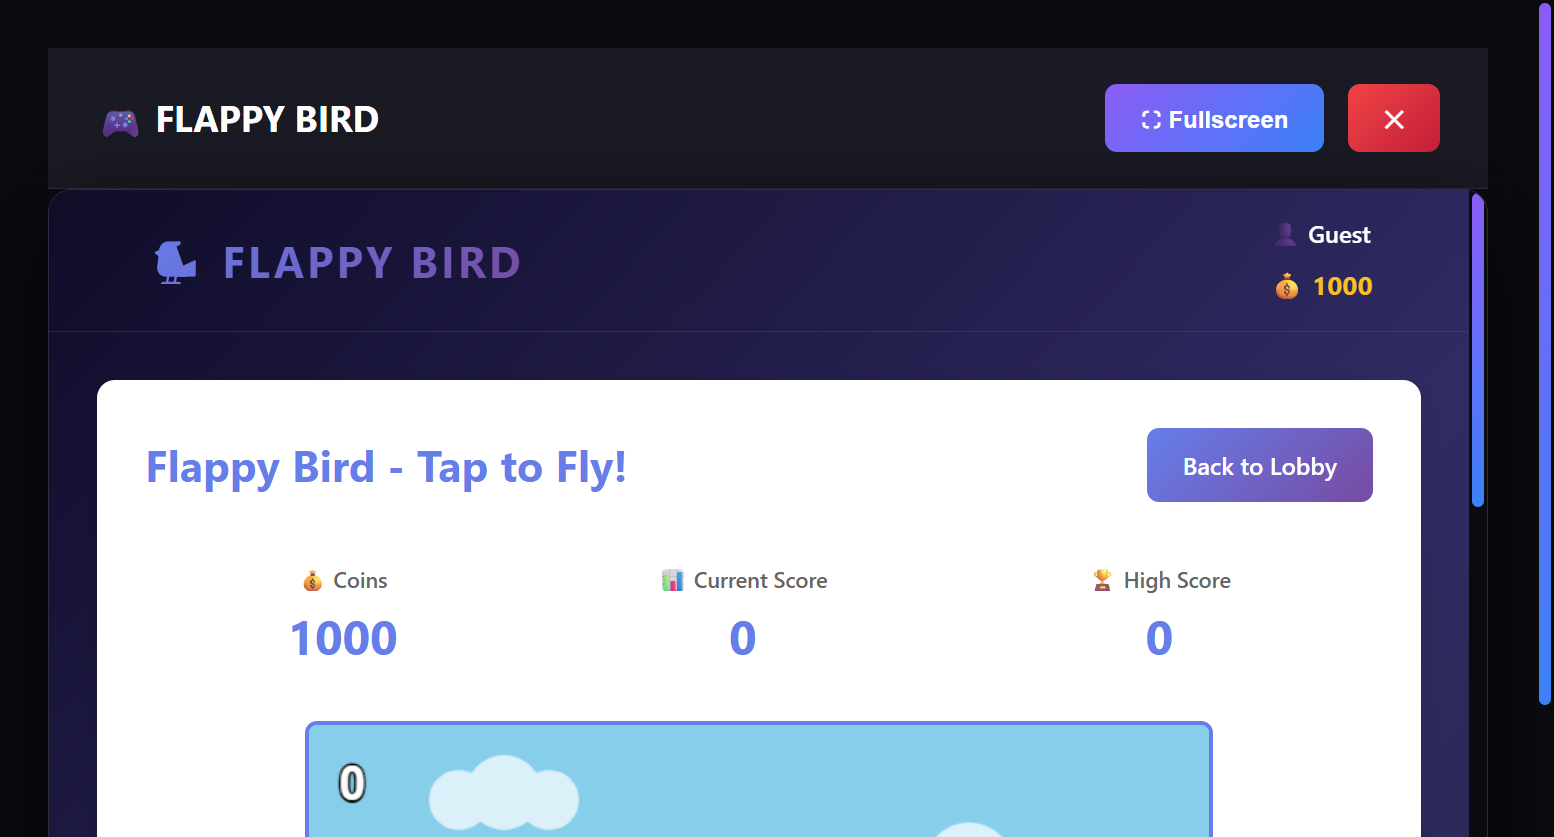 FLAPPY BIRD
Fullscreen
FLAPPY BIRD
Guest
1000
Flappy Bird - Tap to Fly!
Back to Lobby
Coins
Current Score
High Score
1000
0
0
0